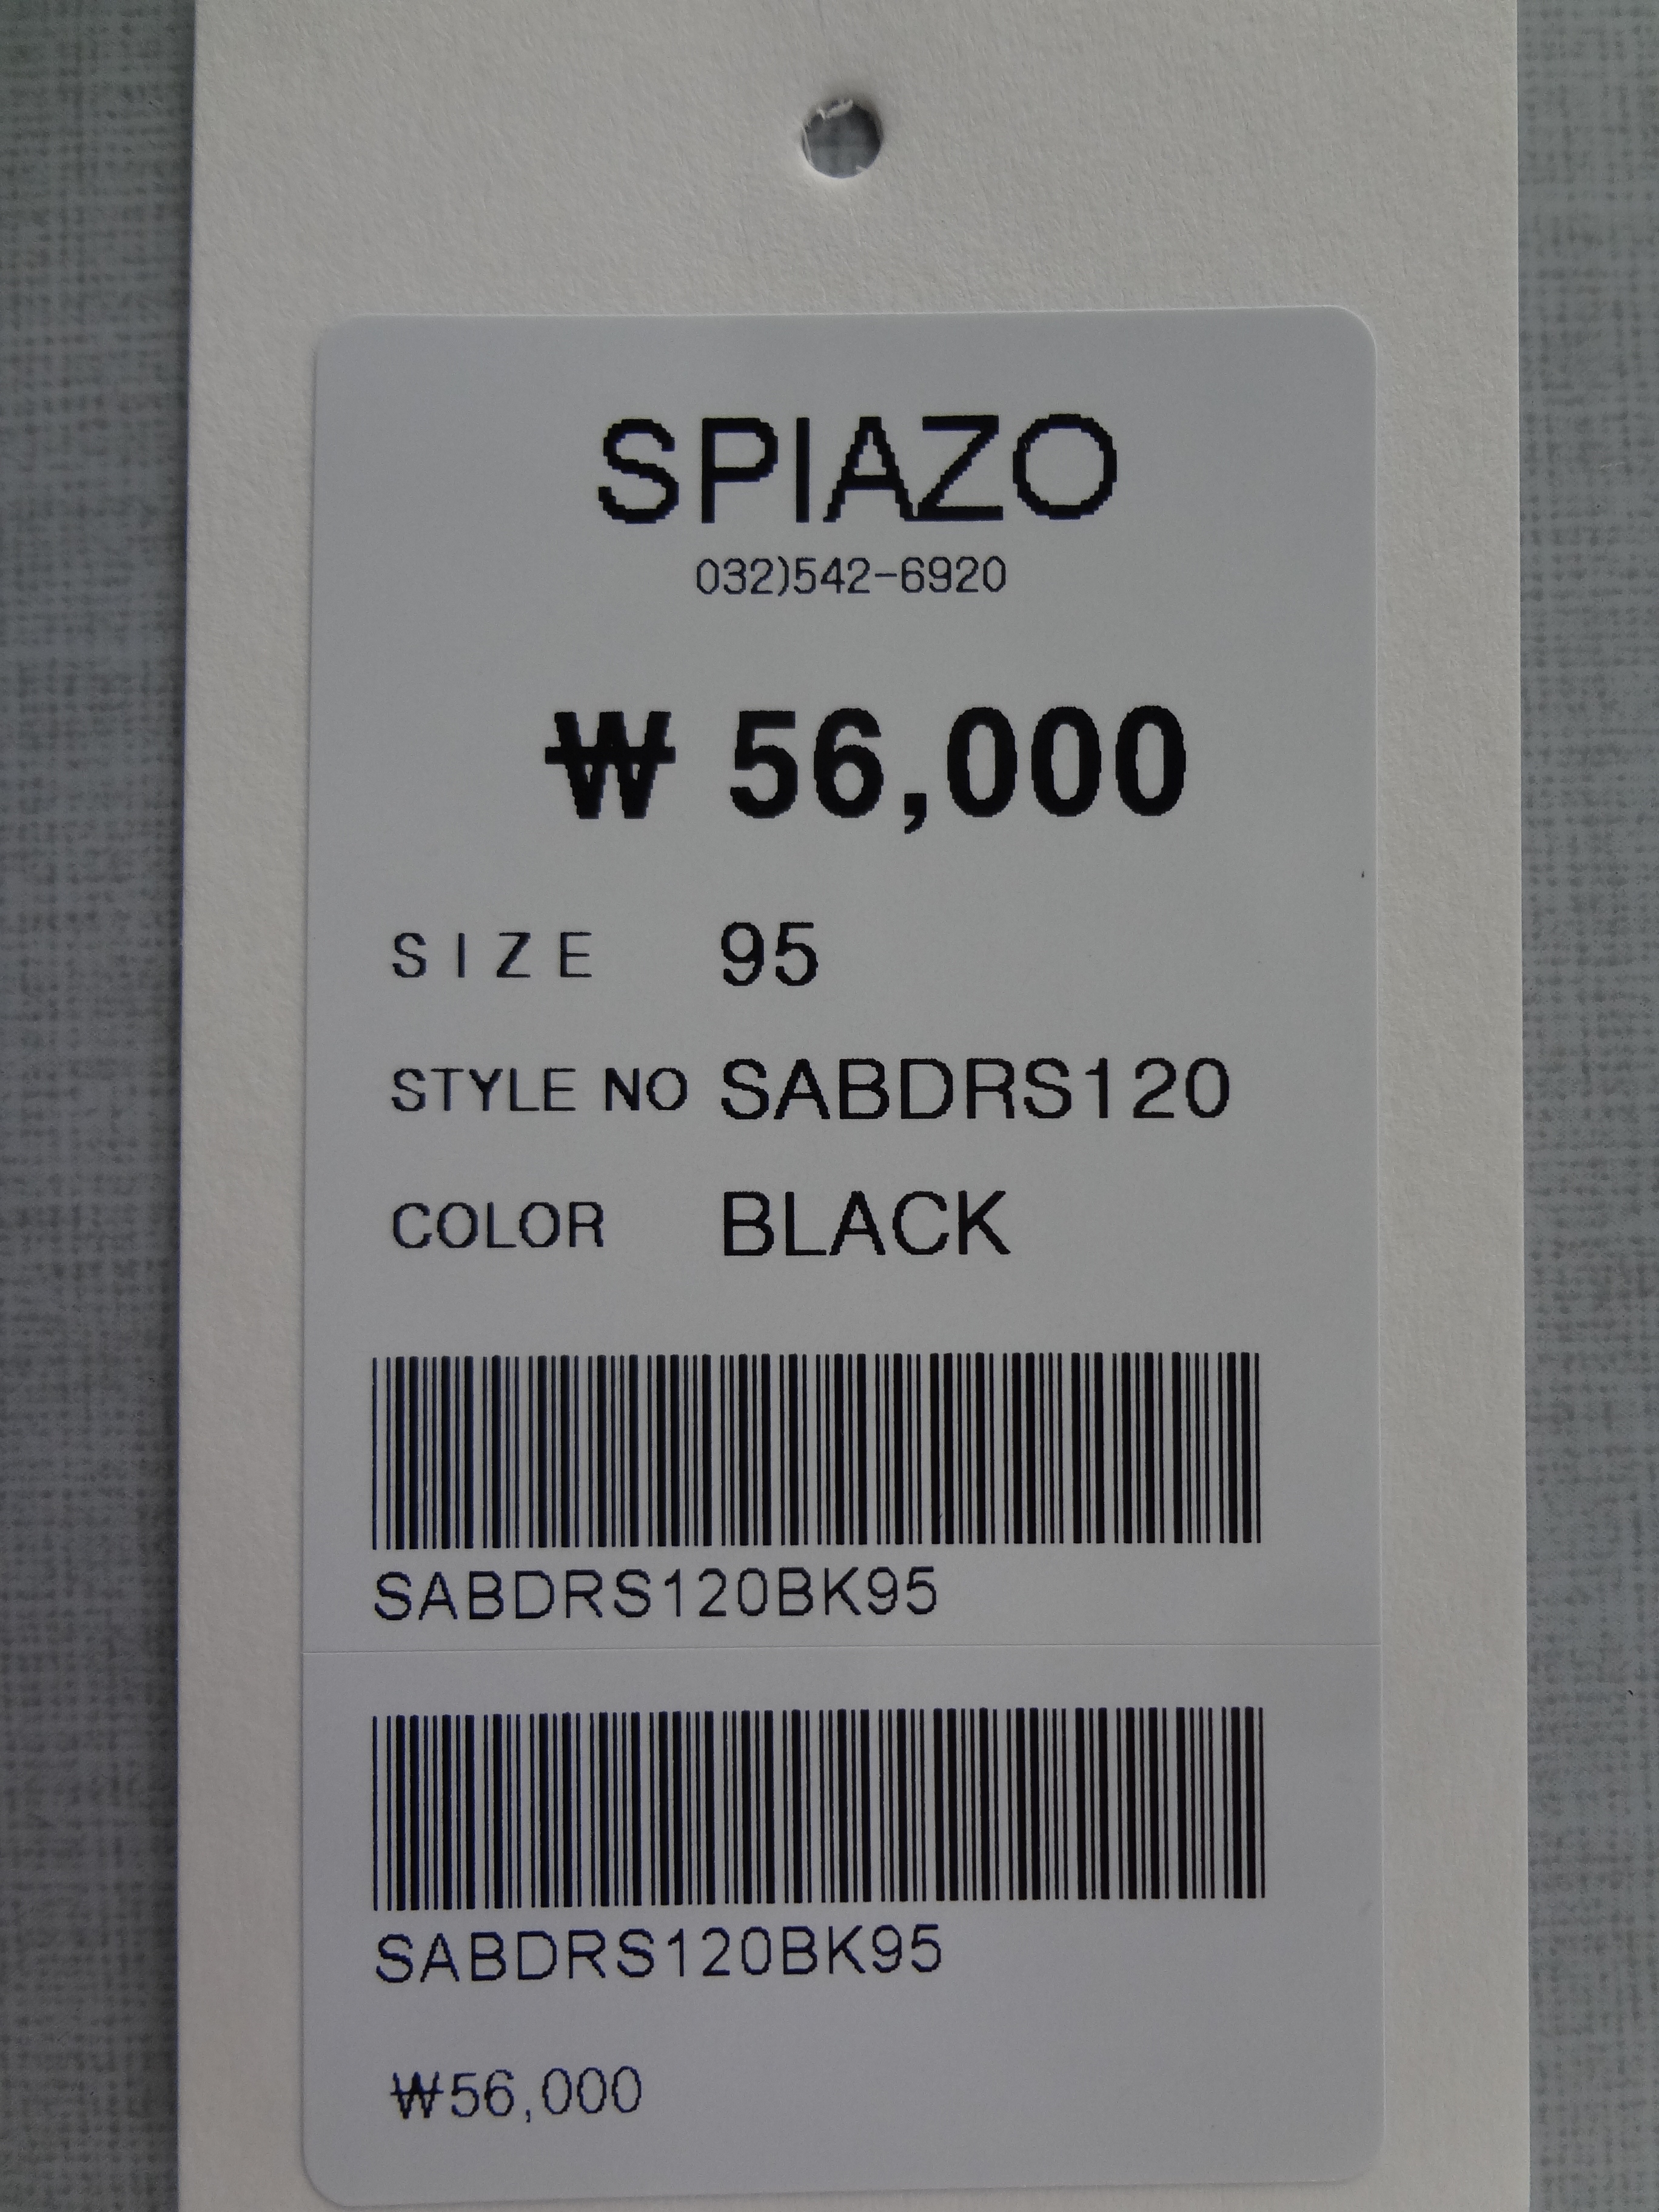 SPIAZO
032)542-6920
₩ 56,000
SIZE 95
STYLE NO SABDRS120
COLOR BLACK
SABDRS120BK95
SABDRS120BK95
₩56,000